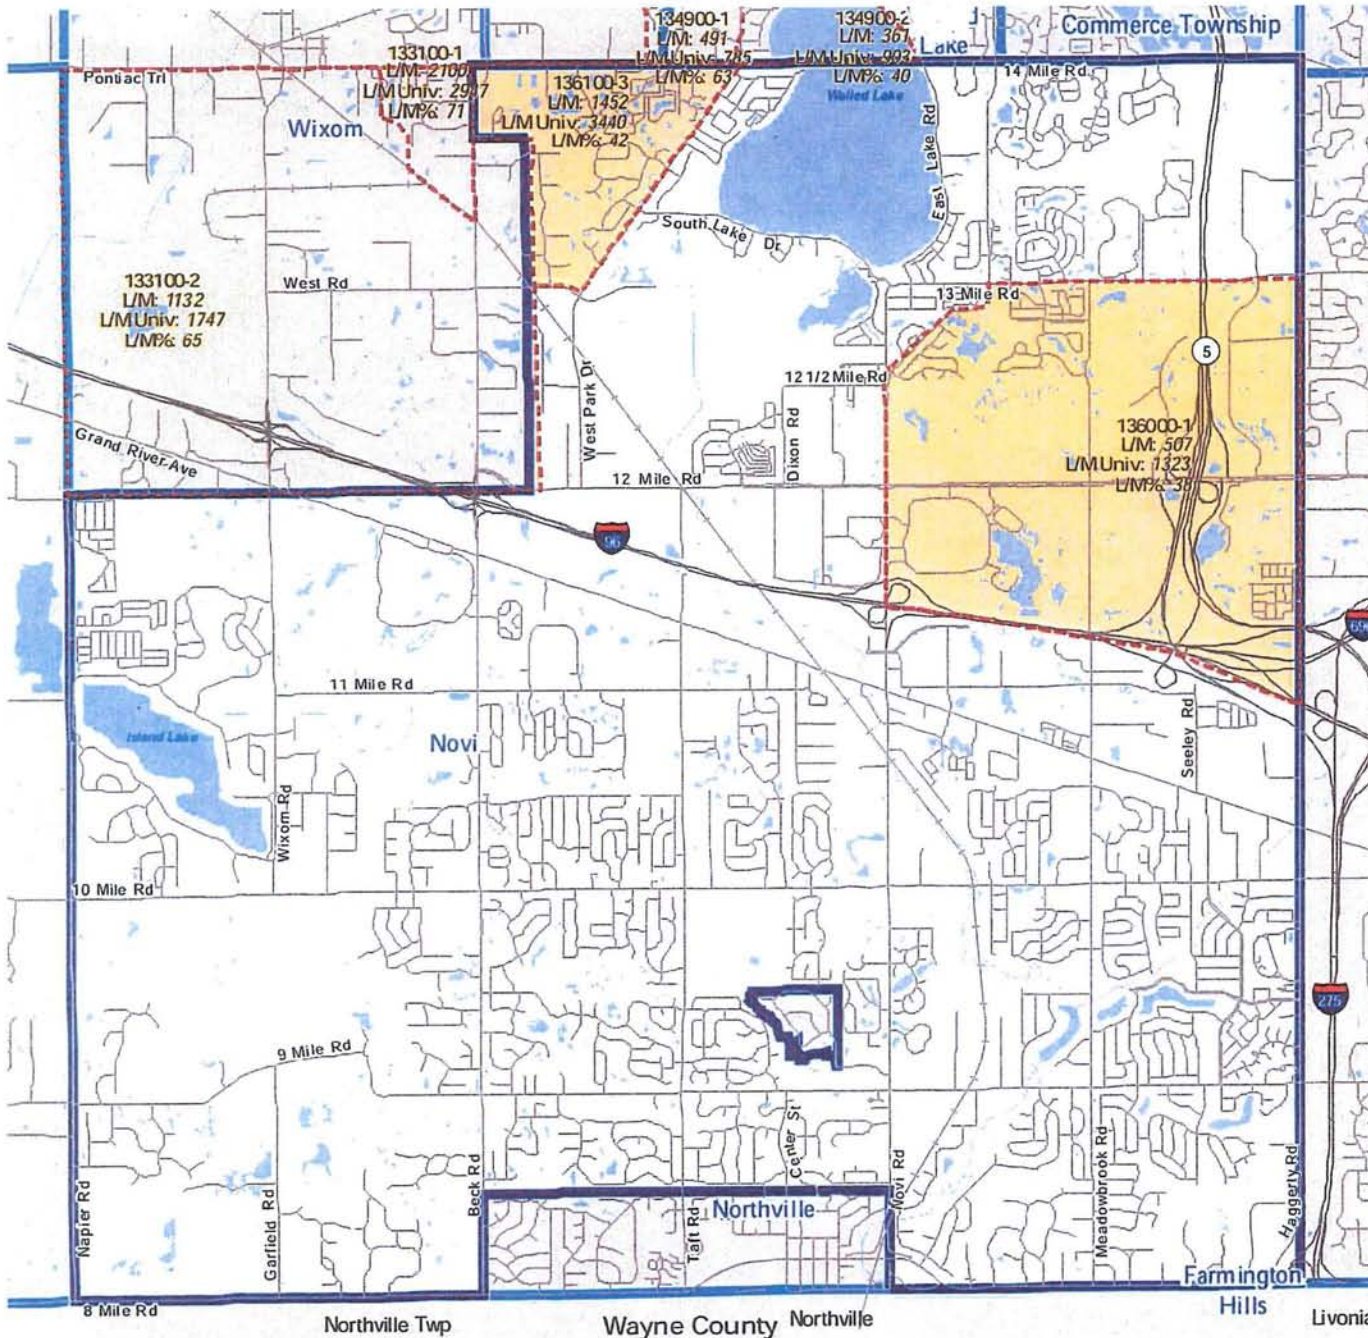 134900-1
L/M: 491
L/M Univ: 785
L/M%: 63
134900-2
L/M: 361
L/M Univ: 903
L/M%: 40
Lake
Commerce Township
133100-1
L/M: 2100
L/M%: 71
Pontiac Trl
136100-3
L/M: 1452
L/M Univ: 3440
L/M%: 42
14 Mile Rd
Walled Lake
Wixom
East Lake Rd
South Lake Dr
133100-2
L/M: 1132
L/M Univ: 1747
L/M%: 65
West Rd
13 Mile Rd
5
West Park Dr
12 1/2 Mile Rd
Dixon Rd
136000-1
L/M: 507
L/M Univ: 1323
L/M%: 38
Grand River Ave
12 Mile Rd
96
696
11 Mile Rd
Island Lake
Novi
Seeley Rd
Wixom Rd
10 Mile Rd
275
9 Mile Rd
Center St
Napier Rd
Garfield Rd
Beck Rd
Taft Rd
Novi Rd
Meadowbrook Rd
Haggerty Rd
Northville
Farmington
Hills
8 Mile Rd
Northville Twp
Wayne County
Northville